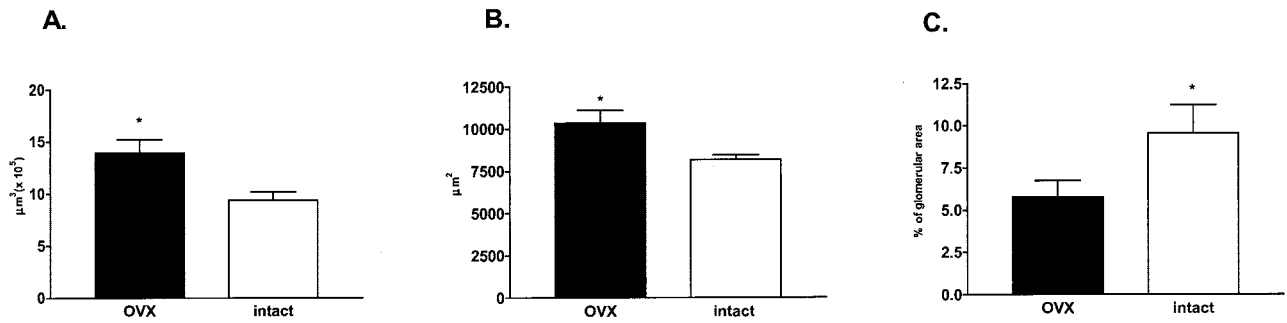 A.
B.
C.
μm³(x 10⁵)
20
15
10
5
0
*
OVX
intact
μm²
12500
10000
7500
5000
2500
0
*
OVX
intact
% of glomerular area
12.5
10.0
7.5
5.0
2.5
0.0
*
OVX
intact